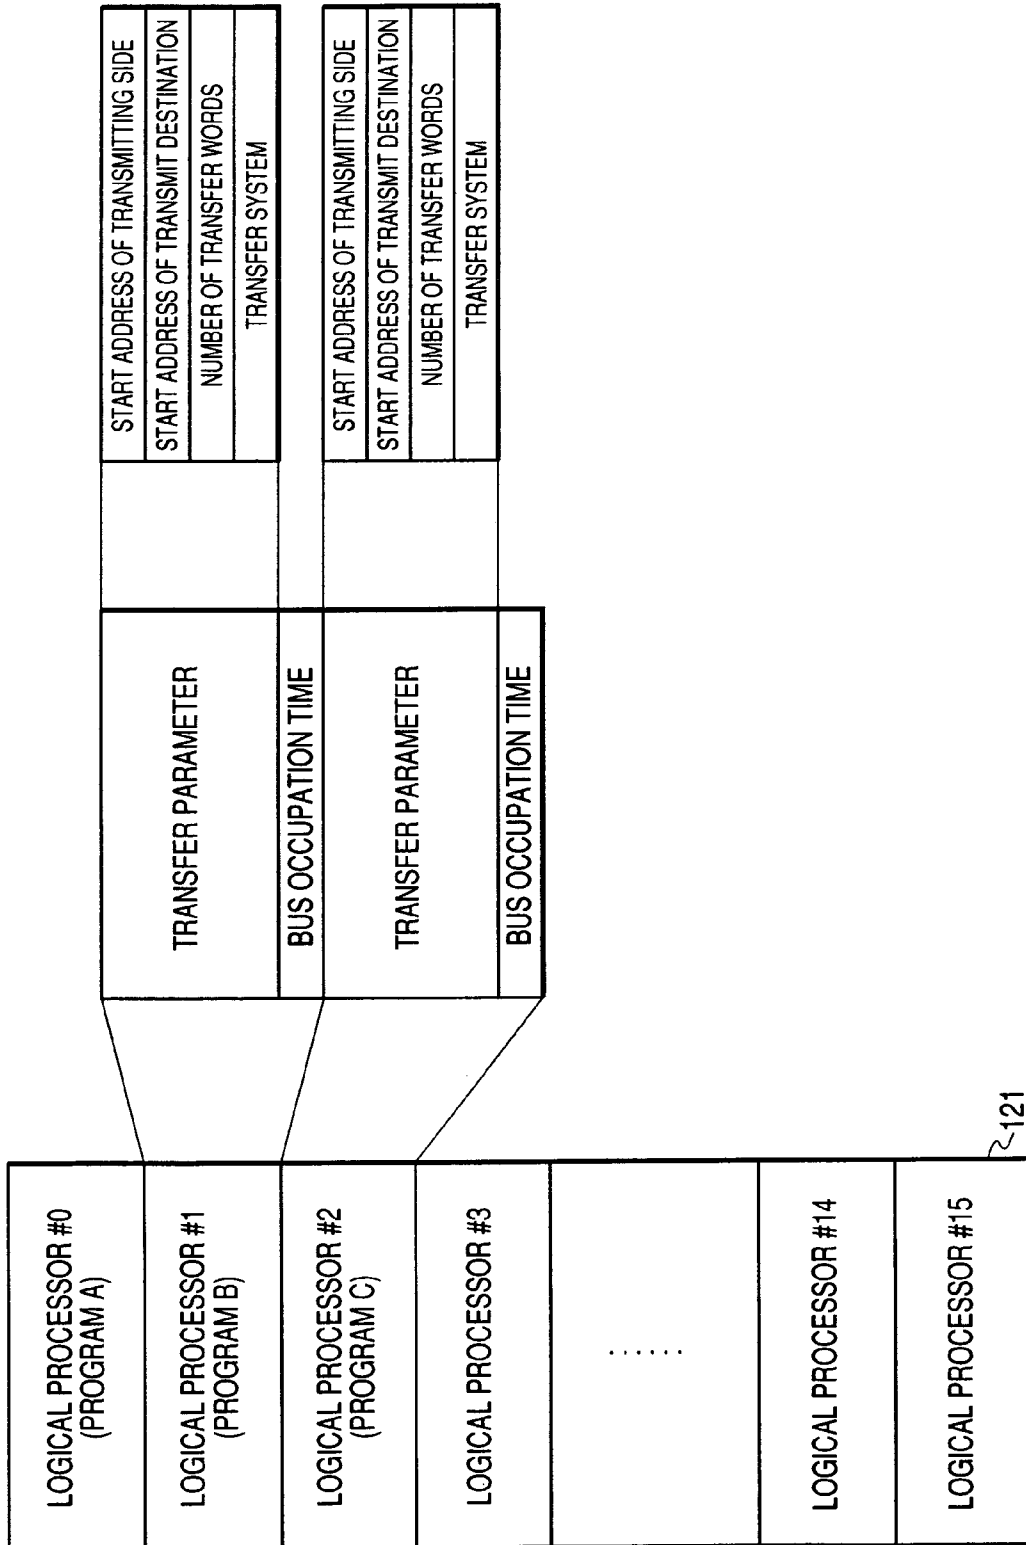 LOGICAL PROCESSOR #0
(PROGRAM A)
LOGICAL PROCESSOR #1
(PROGRAM B)
LOGICAL PROCESSOR #2
(PROGRAM C)
LOGICAL PROCESSOR #3
......
LOGICAL PROCESSOR #14
LOGICAL PROCESSOR #15
121
TRANSFER PARAMETER
BUS OCCUPATION TIME
TRANSFER PARAMETER
BUS OCCUPATION TIME
START ADDRESS OF TRANSMITTING SIDE
START ADDRESS OF TRANSMIT DESTINATION
NUMBER OF TRANSFER WORDS
TRANSFER SYSTEM
START ADDRESS OF TRANSMITTING SIDE
START ADDRESS OF TRANSMIT DESTINATION
NUMBER OF TRANSFER WORDS
TRANSFER SYSTEM